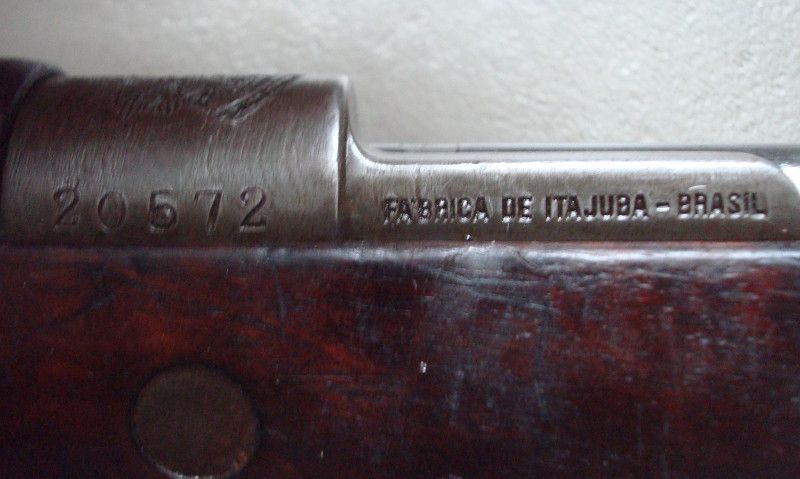 20572
FABRICA DE ITAJUBA - BRASIL